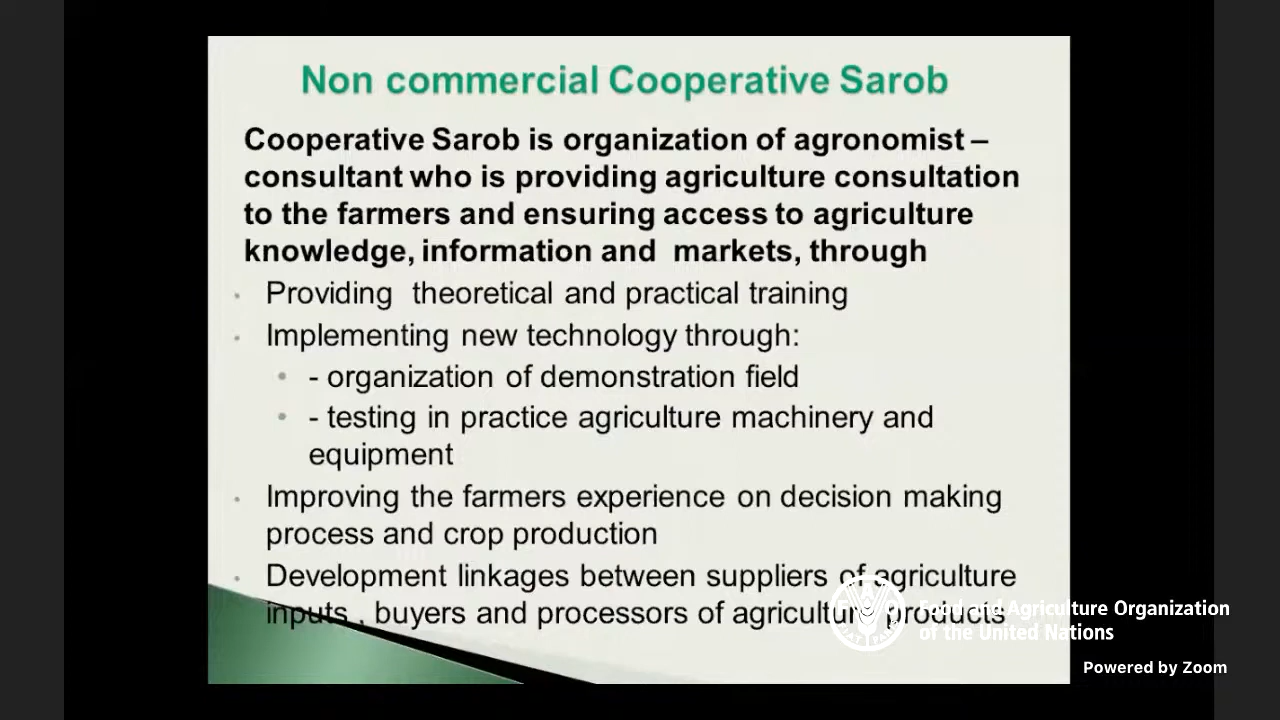 Non commercial Cooperative Sarob
Cooperative Sarob is organization of agronomist –
consultant who is providing agriculture consultation
to the farmers and ensuring access to agriculture
knowledge, information and markets, through
Providing theoretical and practical training
Implementing new technology through:
- organization of demonstration field
- testing in practice agriculture machinery and
equipment
Improving the farmers experience on decision making
process and crop production
Development linkages between suppliers of agriculture
inputs , buyers and processors of agriculture products
Food and Agriculture Organization
of the United Nations
Powered by Zoom